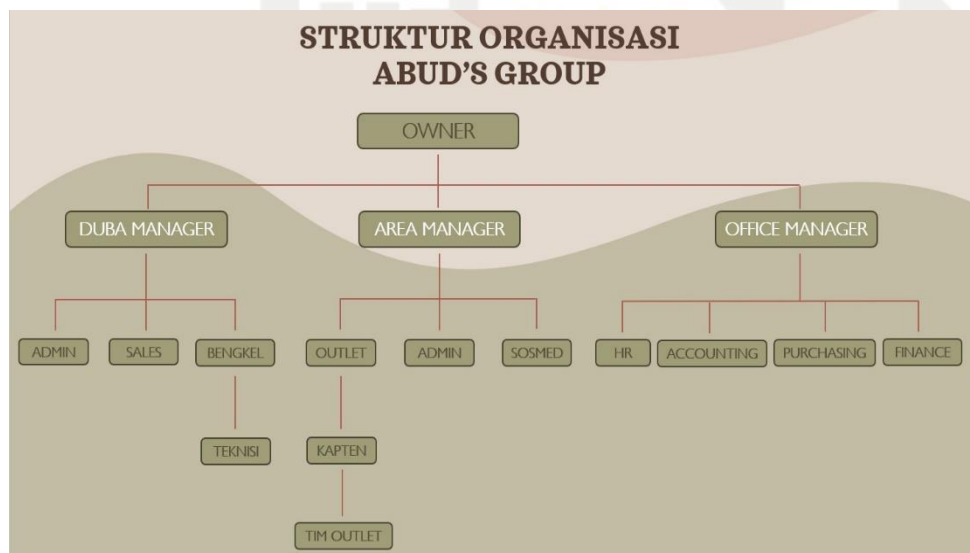 STRUKTUR ORGANISASI
ABUD'S GROUP
OWNER
DUBA MANAGER
AREA MANAGER
OFFICE MANAGER
ADMIN
SALES
BENGKEL
OUTLET
ADMIN
SOSMED
HR
ACCOUNTING
PURCHASING
FINANCE
TEKNISI
KAPTEN
TIM OUTLET